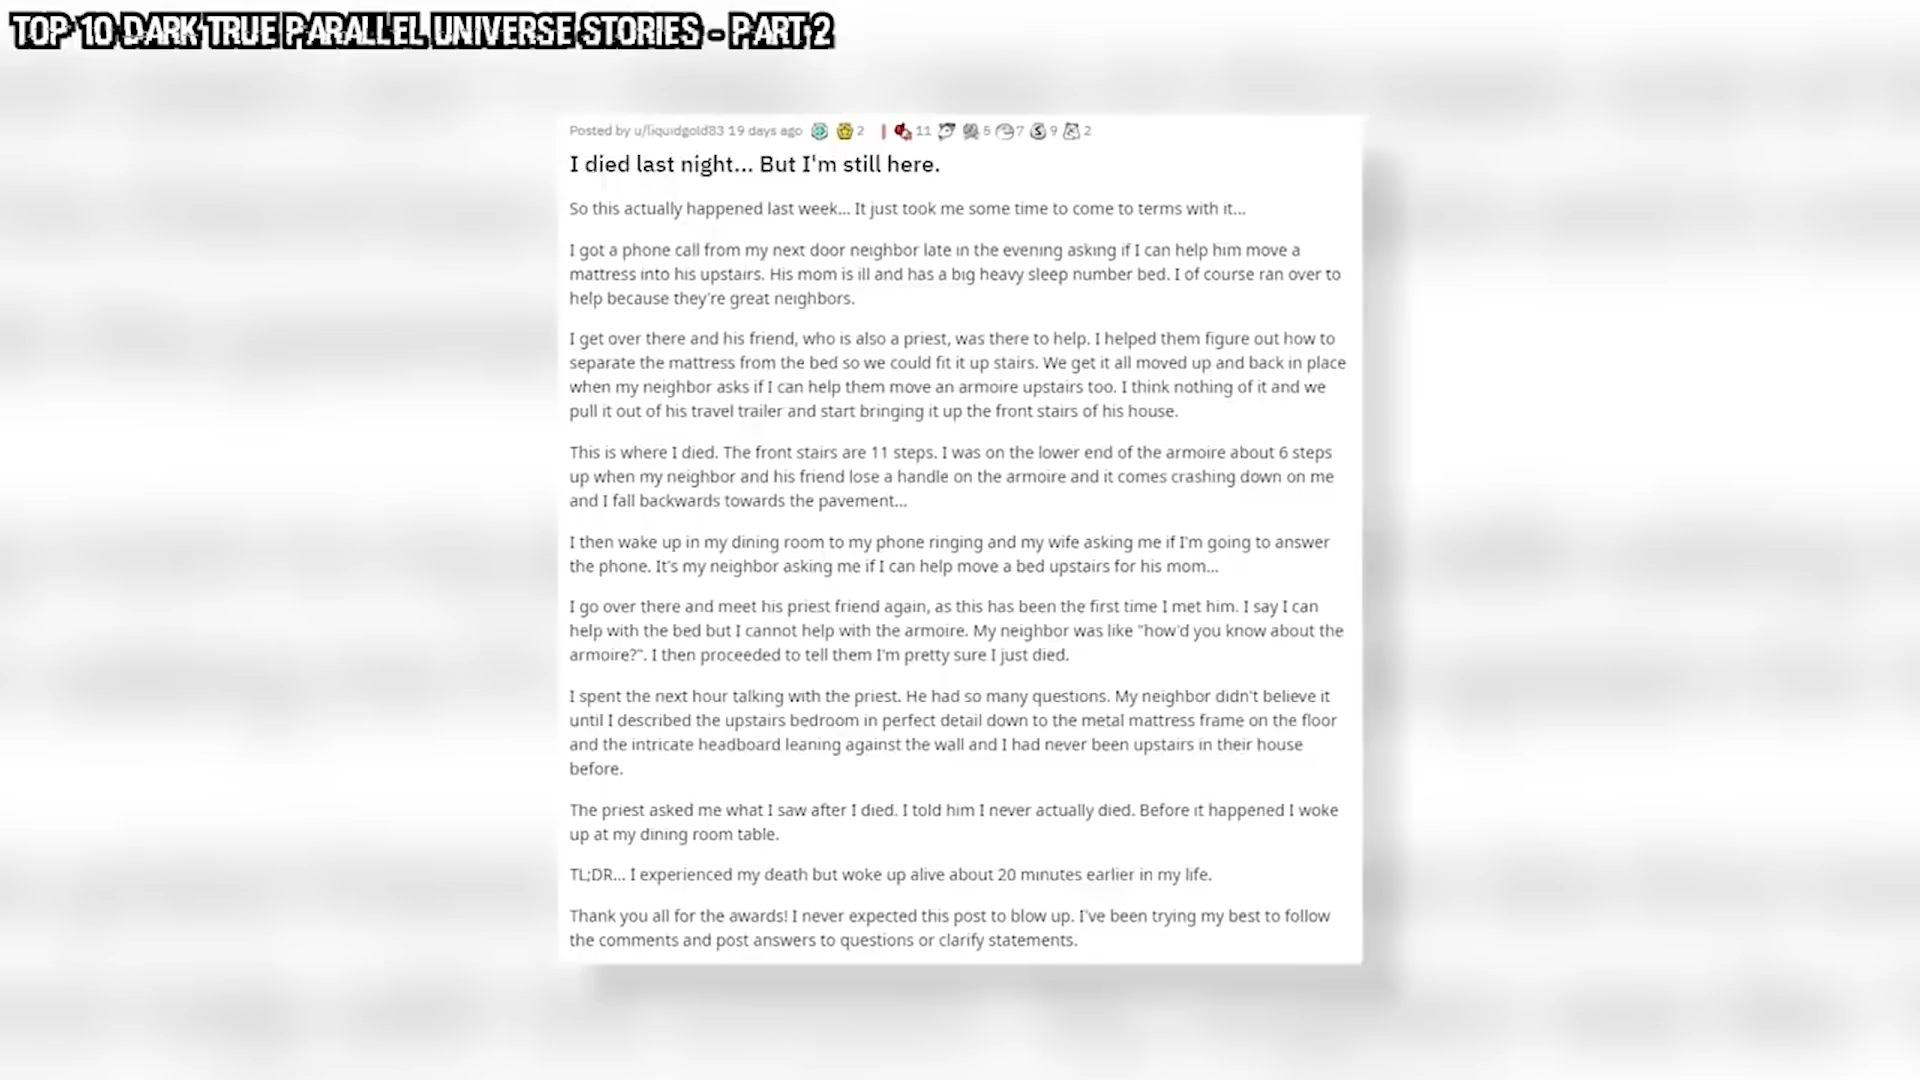 TOP 10 DARK TRUE PARALLEL UNIVERSE STORIES - PART 2
Posted by u/liquidgold83 19 days ago 2 11 5 7 9 2
I died last night... But I'm still here.
So this actually happened last week... It just took me some time to come to terms with it...
I got a phone call from my next door neighbor late in the evening asking if I can help him move a
mattress into his upstairs. His mom is ill and has a big heavy sleep number bed. I of course ran over to
help because they're great neighbors.
I get over there and his friend, who is also a priest, was there to help. I helped them figure out how to
separate the mattress from the bed so we could fit it up stairs. We get it all moved up and back in place
when my neighbor asks if I can help them move an armoire upstairs too. I think nothing of it and we
pull it out of his travel trailer and start bringing it up the front stairs of his house.
This is where I died. The front stairs are 11 steps. I was on the lower end of the armoire about 6 steps
up when my neighbor and his friend lose a handle on the armoire and it comes crashing down on me
and I fall backwards towards the pavement...
I then wake up in my dining room to my phone ringing and my wife asking me if I'm going to answer
the phone. It's my neighbor asking me if I can help move a bed upstairs for his mom...
I go over there and meet his priest friend again, as this has been the first time I met him. I say I can
help with the bed but I cannot help with the armoire. My neighbor was like "how'd you know about the
armoire?". I then proceeded to tell them I'm pretty sure I just died.
I spent the next hour talking with the priest. He had so many questions. My neighbor didn't believe it
until I described the upstairs bedroom in perfect detail down to the metal mattress frame on the floor
and the intricate headboard leaning against the wall and I had never been upstairs in their house
before.
The priest asked me what I saw after I died. I told him I never actually died. Before it happened I woke
up at my dining room table.
TL;DR... I experienced my death but woke up alive about 20 minutes earlier in my life.
Thank you all for the awards! I never expected this post to blow up. I've been trying my best to follow
the comments and post answers to questions or clarify statements.